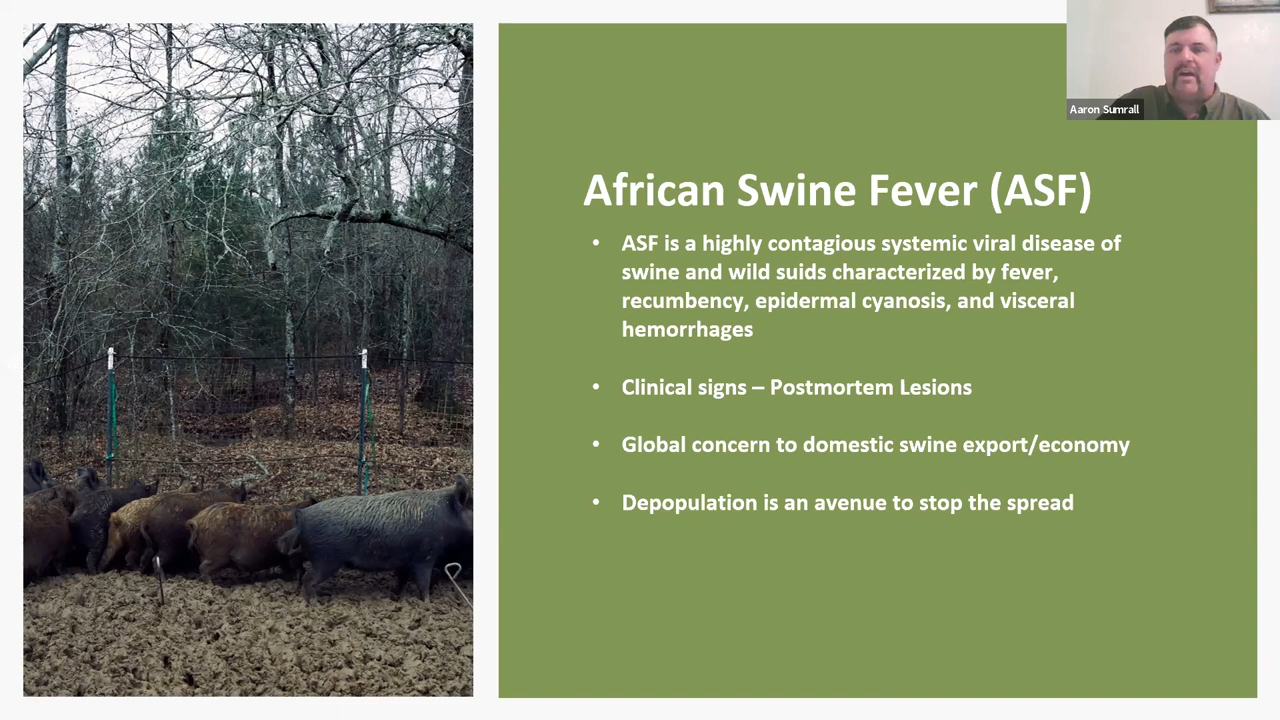 Aaron Sumrall
African Swine Fever (ASF)
• ASF is a highly contagious systemic viral disease of
swine and wild suids characterized by fever,
recumbency, epidermal cyanosis, and visceral
hemorrhages
• Clinical signs – Postmortem Lesions
• Global concern to domestic swine export/economy
• Depopulation is an avenue to stop the spread